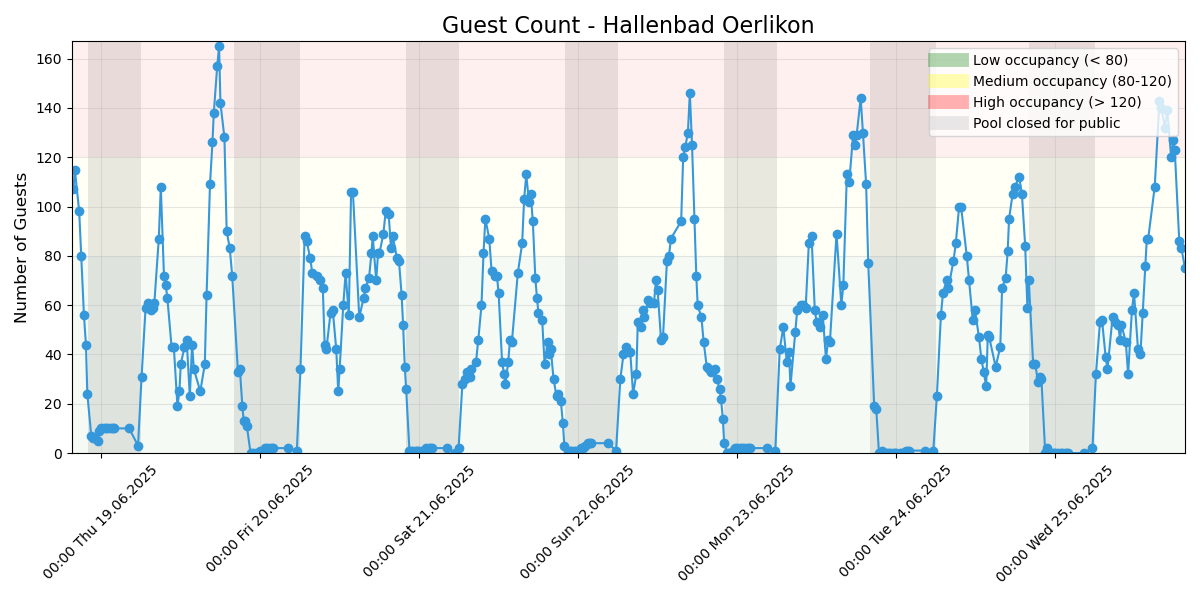 Guest Count - Hallenbad Oerlikon
Number of Guests
160
140
120
100
80
60
40
20
0
Low occupancy (< 80)
Medium occupancy (80-120)
High occupancy (> 120)
Pool closed for public
00:00 Thu 19.06.2025
00:00 Fri 20.06.2025
00:00 Sat 21.06.2025
00:00 Sun 22.06.2025
00:00 Mon 23.06.2025
00:00 Tue 24.06.2025
00:00 Wed 25.06.2025